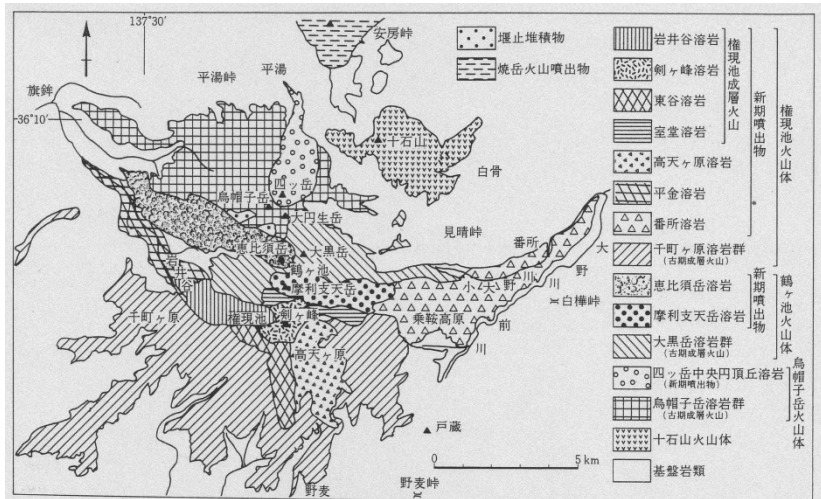 137°30′
安房峠
平湯
平湯峠
旗鉾
36°10′
十石山
白骨
四ッ岳
烏帽子岳
大円生岳
見晴峠
恵比須岳
大黒岳
番所
大野川
岩井谷
鶴ヶ池
小大野川
白樺峠
摩利支天岳
千町ヶ原
権現池
剣ヶ峰
乗鞍高原
前川
高天ヶ原
戸蔵
野麦
野麦峠
0
5 km
堰止堆積物
焼岳火山噴出物
岩井谷溶岩
剣ヶ峰溶岩
東谷溶岩
室堂溶岩
権現池成層火山
高天ヶ原溶岩
平金溶岩
番所溶岩
新期噴出物
千町ヶ原溶岩群
(古期成層火山)
権現池火山体
恵比須岳溶岩
摩利支天岳溶岩
新期噴出物
大黒岳溶岩群
(古期成層火山)
鶴ヶ池火山体
四ッ岳中央円頂丘溶岩
(新期噴出物)
烏帽子岳溶岩群
(古期成層火山)
烏帽子岳火山体
十石山火山体
基盤岩類